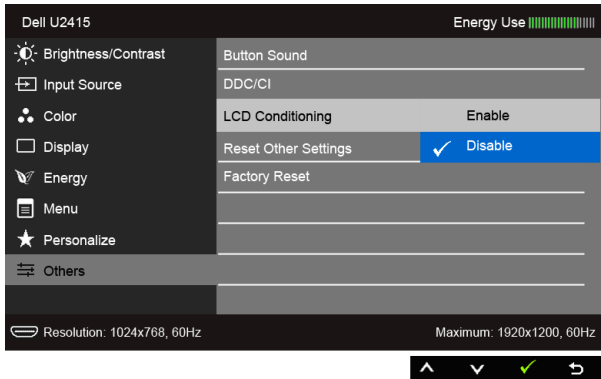 Dell U2415 Energy Use
Brightness/Contrast Button Sound
Input Source DDC/CI
Color LCD Conditioning Enable
Display Reset Other Settings Disable
Energy Factory Reset
Menu
Personalize
Others
Resolution: 1024x768, 60Hz Maximum: 1920x1200, 60Hz